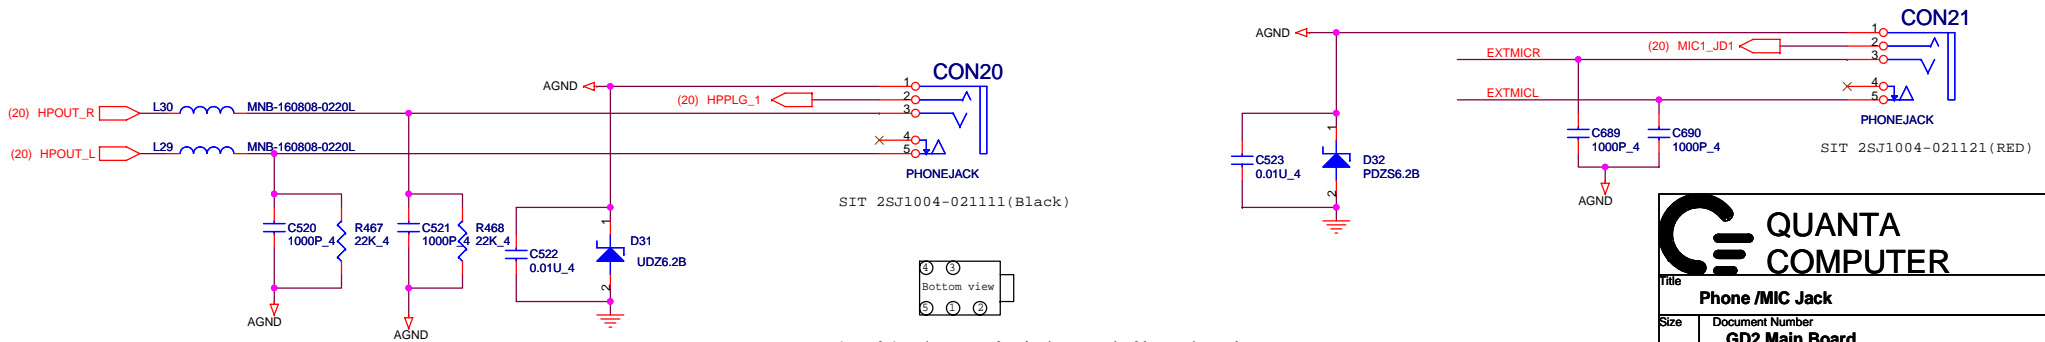 CON21
AGND
1
(20) MIC1_JD1
2
EXTMICR
3
EXTMICL
4
5
PHONEJACK
C689
1000P_4
C690
1000P_4
SIT 2SJ1004-021121(RED)
AGND
1
C523
0.01U_4
D32
PDZS6.2B
2
CON20
AGND
1
(20) HPPLG_1
2
3
4
5
PHONEJACK
SIT 2SJ1004-021111(Black)
(20) HPOUT_R
L30
MNB-160808-0220L
(20) HPOUT_L
L29
MNB-160808-0220L
C520
1000P_4
R467
22K_4
C521
1000P_4
R468
22K_4
C522
0.01U_4
1
D31
UDZ6.2B
2
AGND
AGND
4 3
Bottom view
5 1 2
QUANTA
COMPUTER
Title
Phone /MIC Jack
Size
Document Number
GD2 Main Board